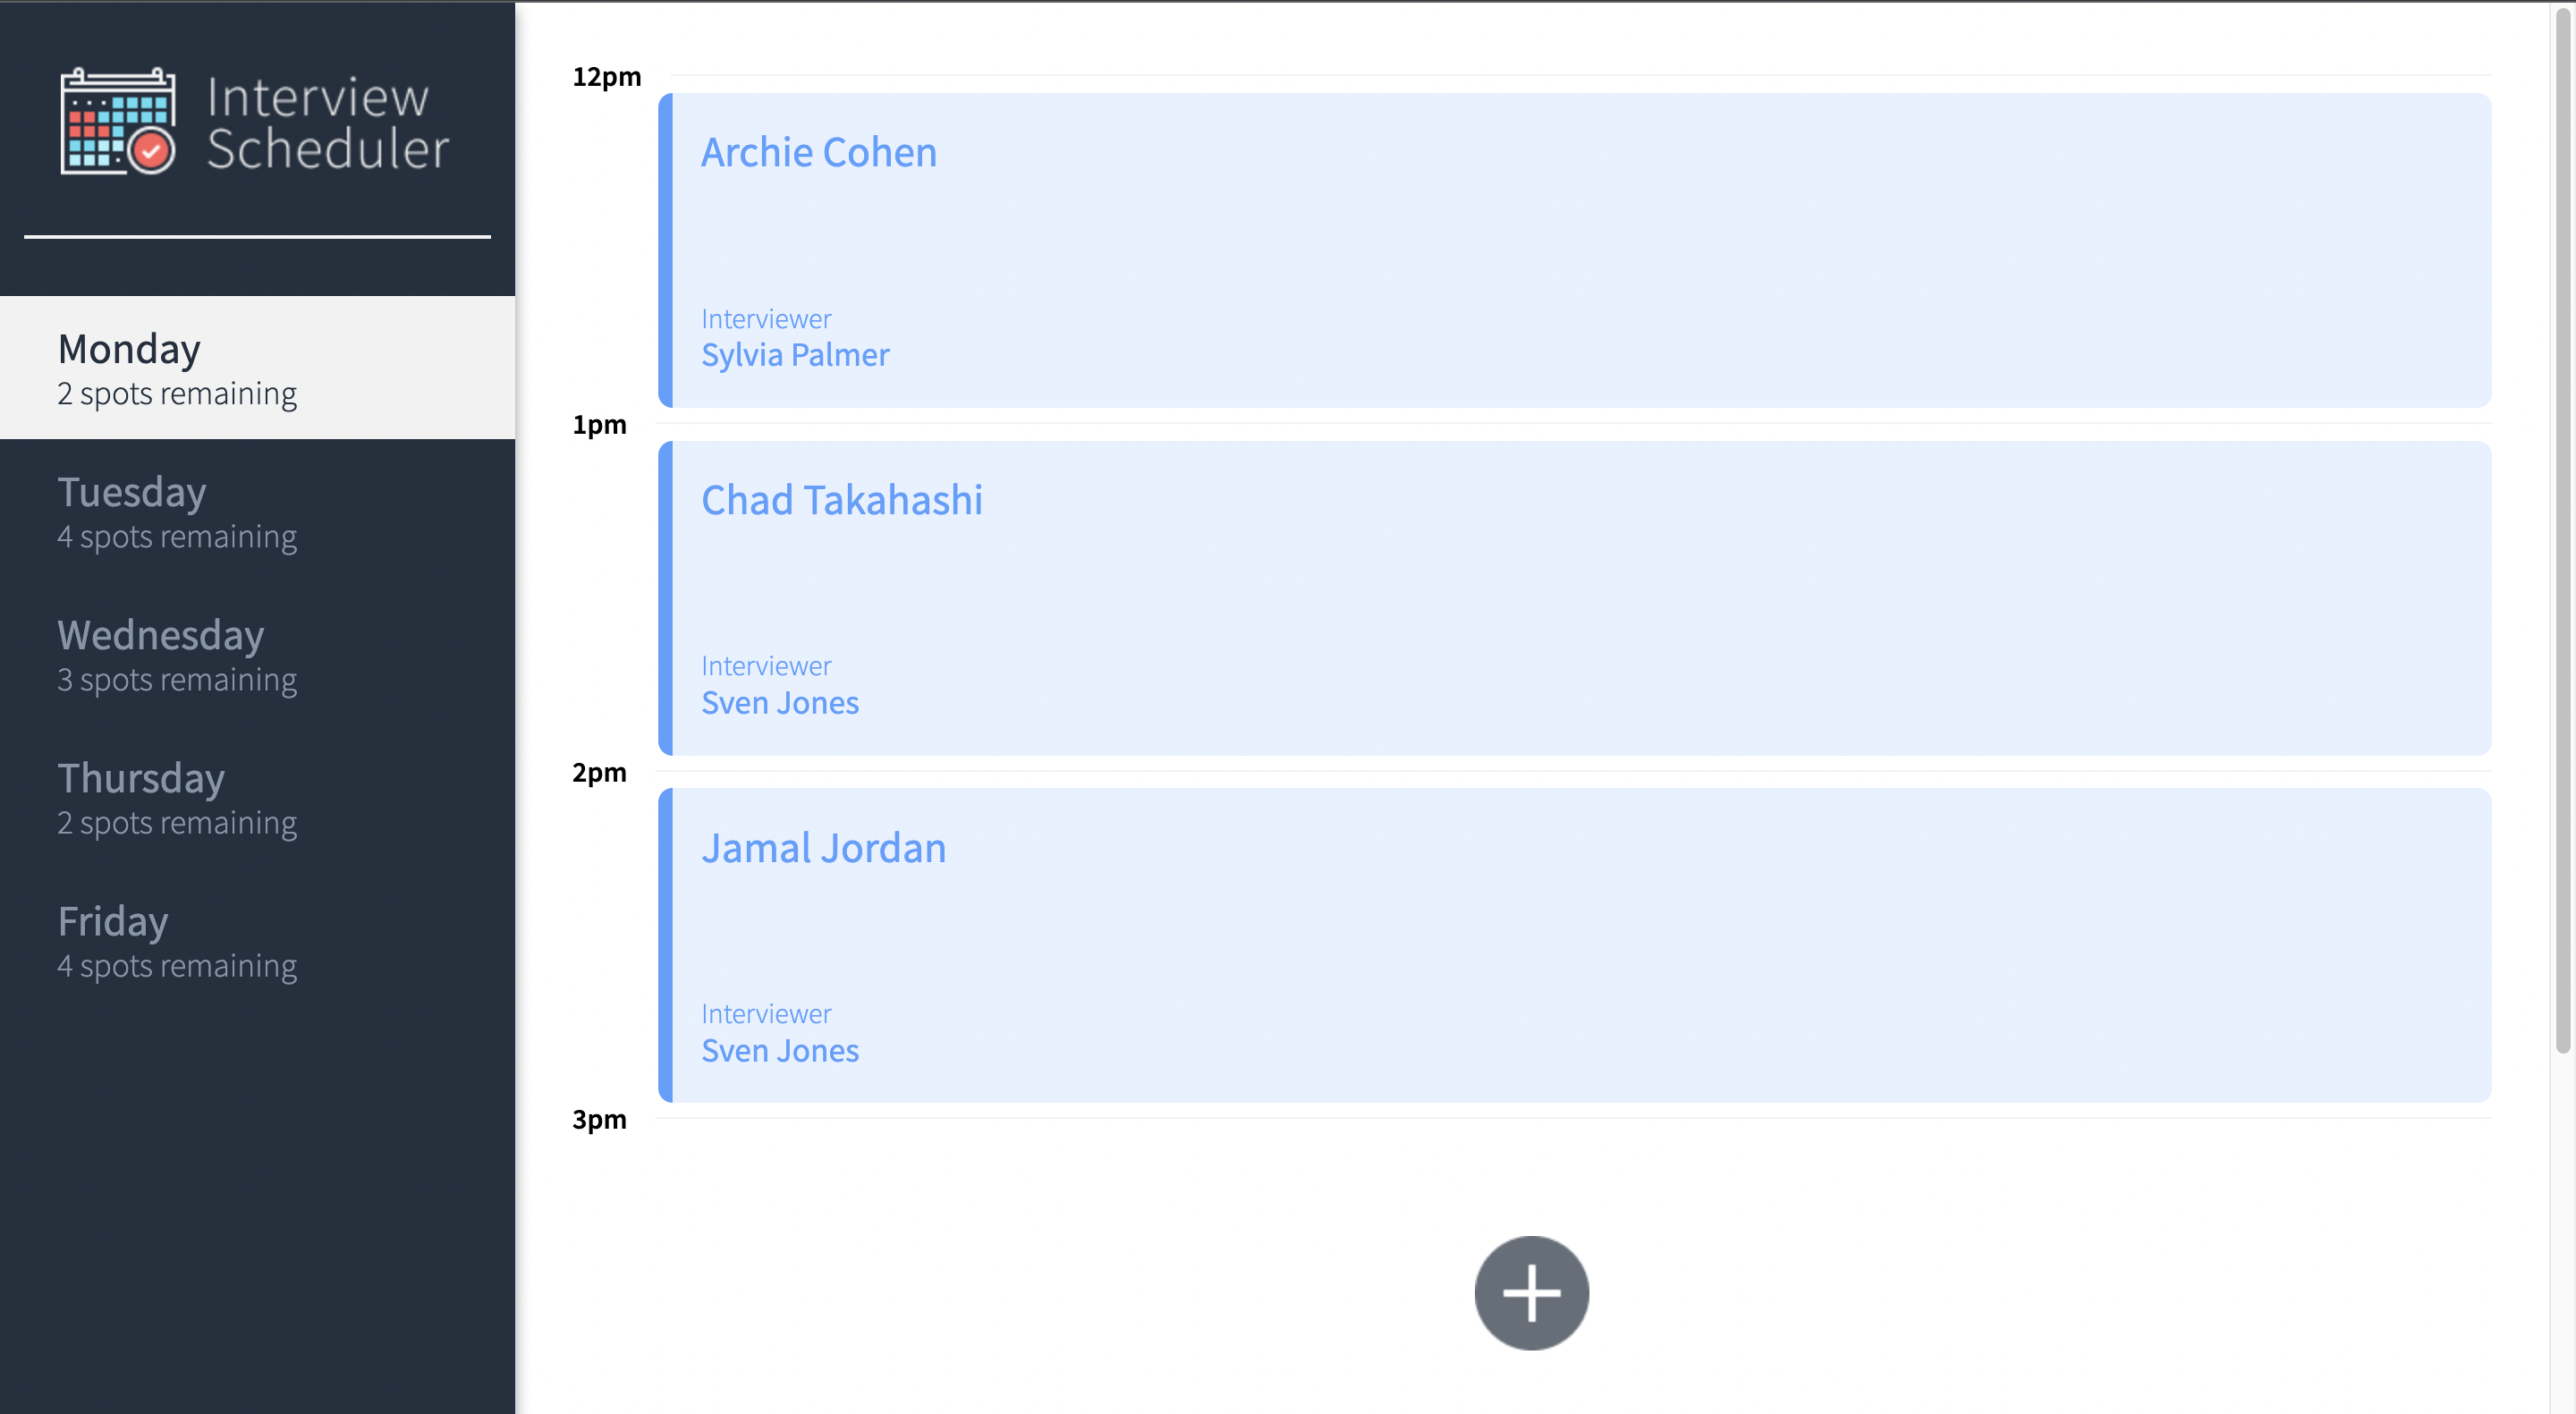 Interview
Scheduler
Monday
2 spots remaining
Tuesday
4 spots remaining
Wednesday
3 spots remaining
Thursday
2 spots remaining
Friday
4 spots remaining
12pm
Archie Cohen
Interviewer
Sylvia Palmer
1pm
Chad Takahashi
Interviewer
Sven Jones
2pm
Jamal Jordan
Interviewer
Sven Jones
3pm